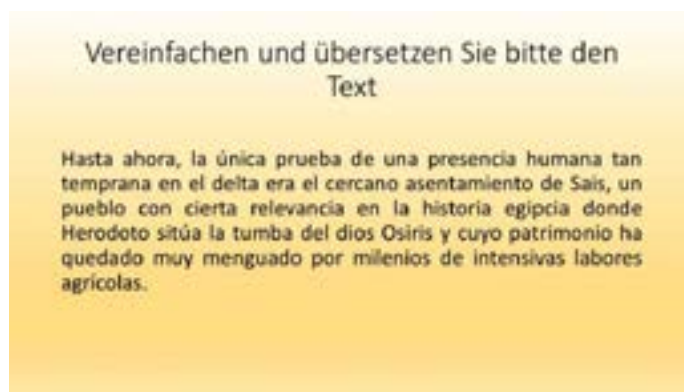 Vereinfachen und übersetzen Sie bitte den
Text
Hasta ahora, la única prueba de una presencia humana tan
temprana en el delta era el cercano asentamiento de Sais, un
pueblo con cierta relevancia en la historia egipcia donde
Herodoto sitúa la tumba del dios Osiris y cuyo patrimonio ha
quedado muy menguado por milenios de intensivas labores
agrícolas.